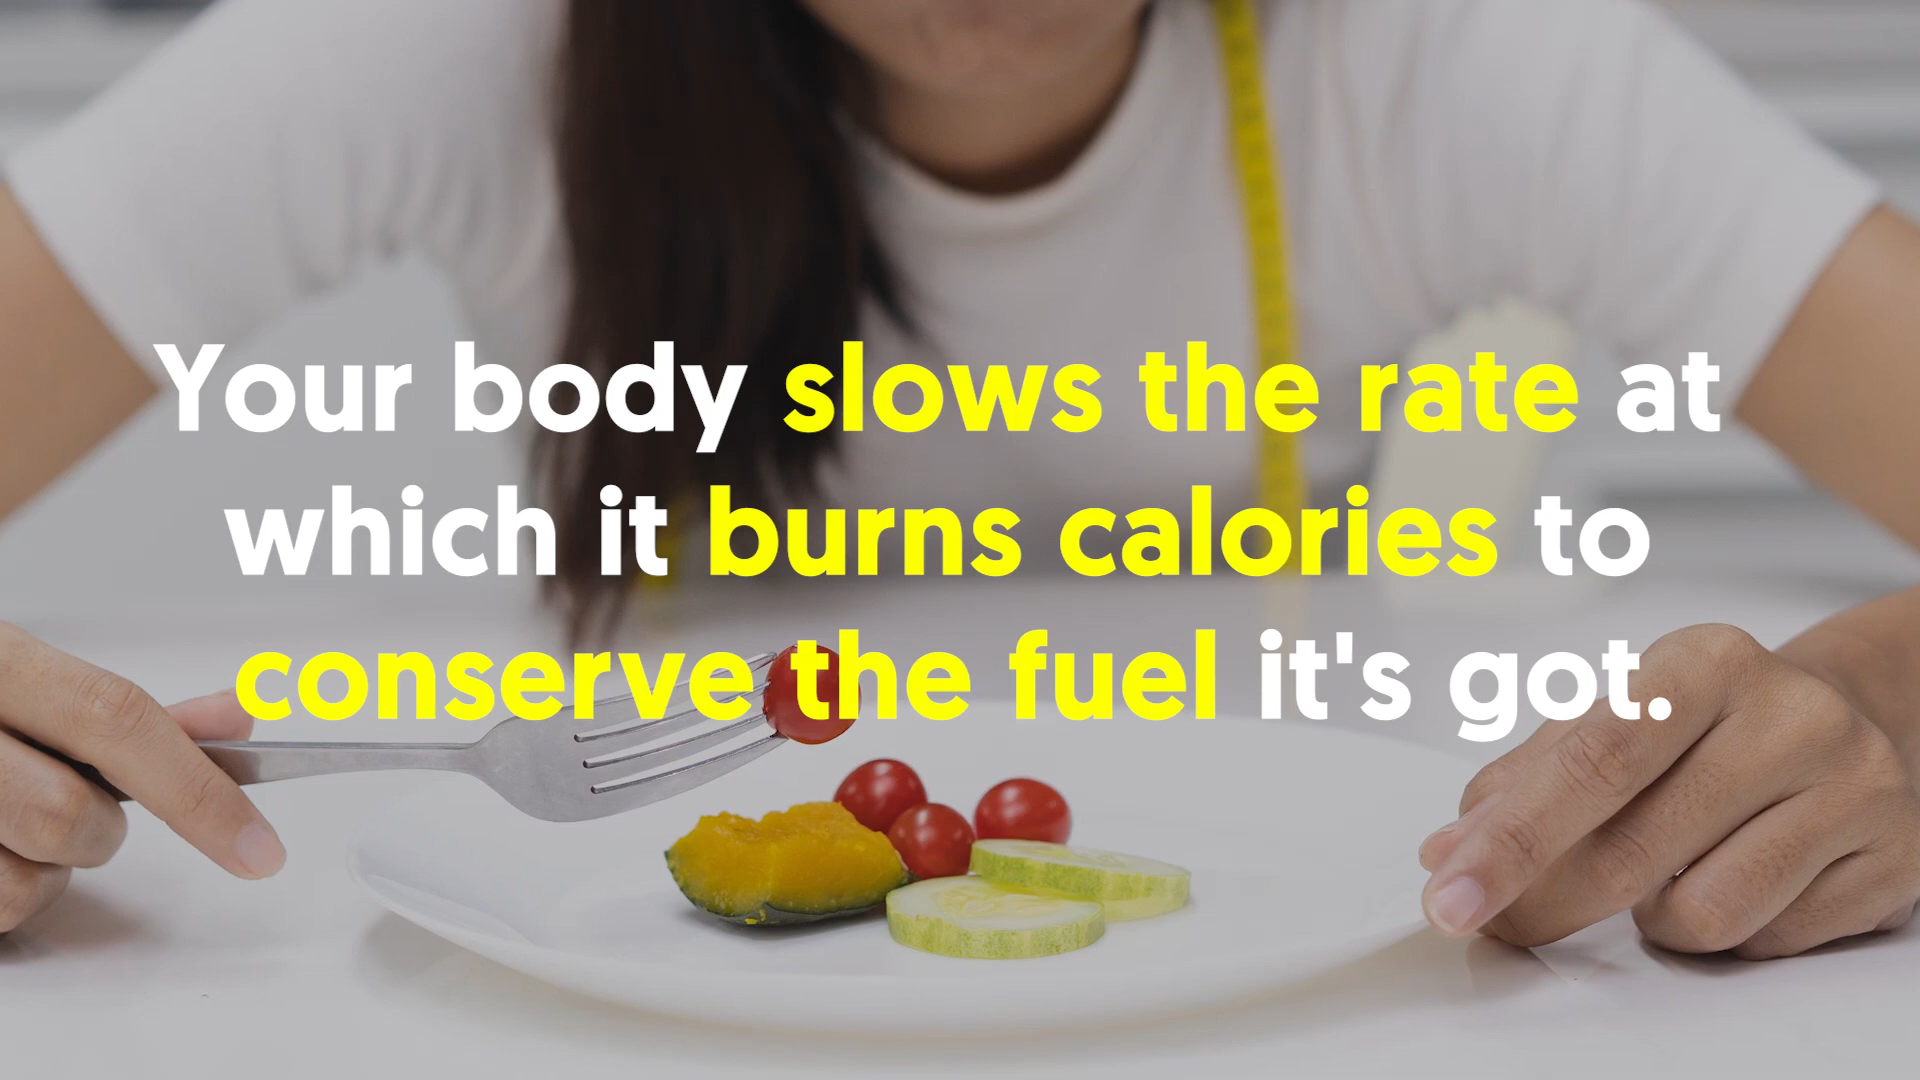 Your body slows the rate at
which it burns calories to
conserve the fuel it's got.